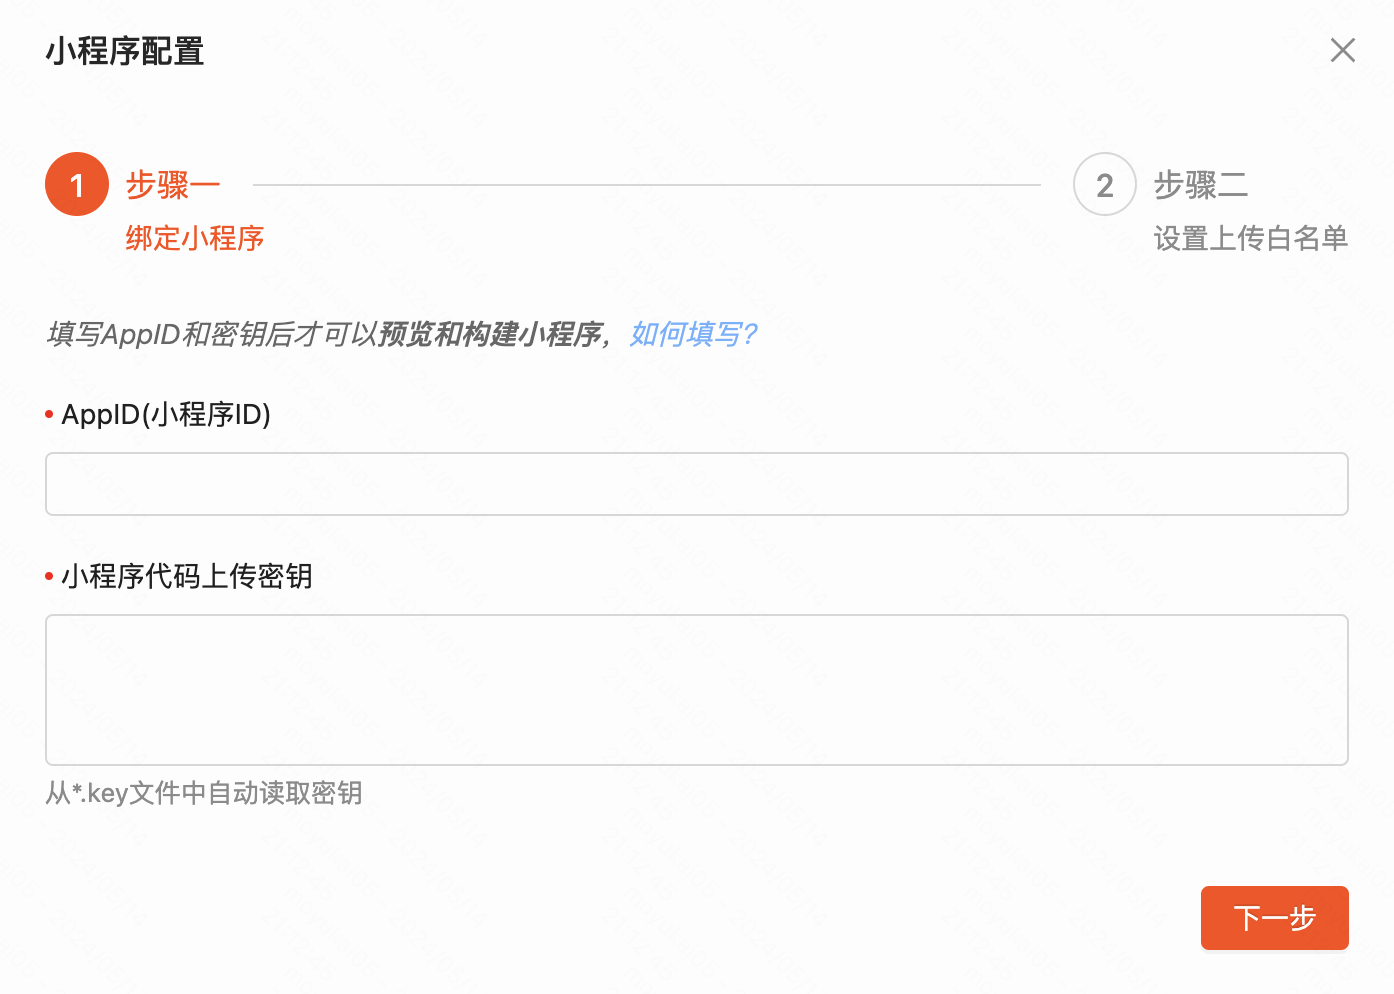 小程序配置
1 步骤一
绑定小程序
2 步骤二
设置上传白名单
填写AppID和密钥后才可以预览和构建小程序，如何填写?
AppID(小程序ID)
小程序代码上传密钥
从*.key文件中自动读取密钥
下一步